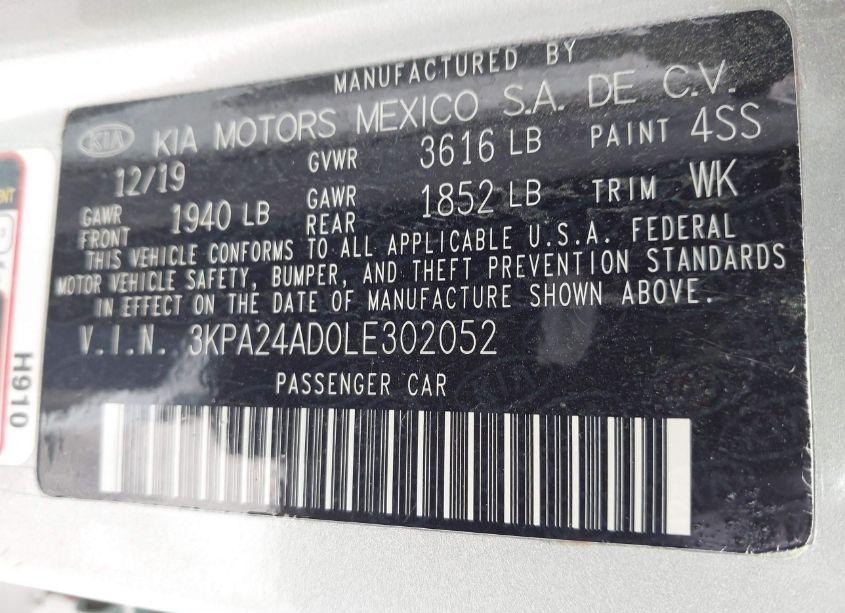 MANUFACTURED BY
KIA KIA MOTORS MEXICO S.A. DE C.V.
12/19 GVWR 3616 LB PAINT 4SS
GAWR FRONT 1940 LB GAWR REAR 1852 LB TRIM WK
THIS VEHICLE CONFORMS TO ALL APPLICABLE U.S.A. FEDERAL
MOTOR VEHICLE SAFETY, BUMPER, AND THEFT PREVENTION STANDARDS
IN EFFECT ON THE DATE OF MANUFACTURE SHOWN ABOVE.
V.I.N. 3KPA24AD0LE302052
PASSENGER CAR
H910